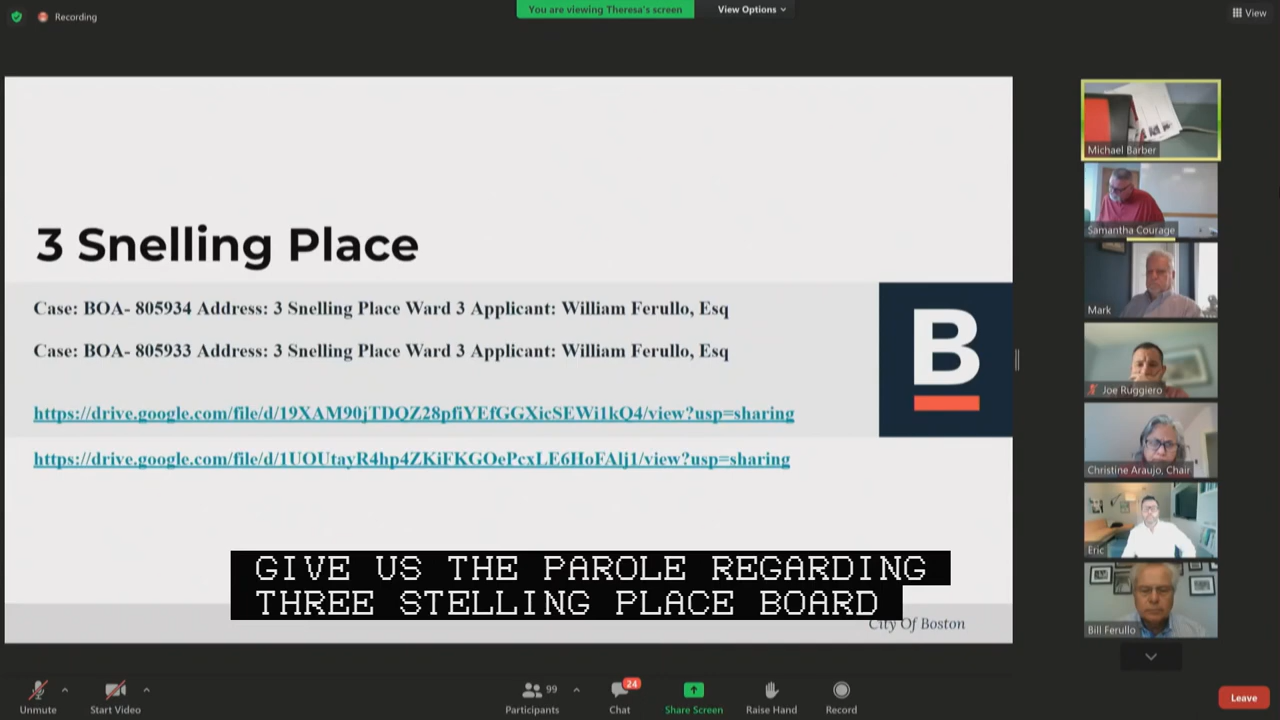 Recording
You are viewing Theresa's screen
View Options
View
3 Snelling Place
Case: BOA- 805934 Address: 3 Snelling Place Ward 3 Applicant: William Ferullo, Esq
Case: BOA- 805933 Address: 3 Snelling Place Ward 3 Applicant: William Ferullo, Esq
https://drive.google.com/file/d/19XAM90jTDQZ28pfiYEfGGXicSEWi1kQ4/view?usp=sharing
https://drive.google.com/file/d/1UOUtayR4hp4ZKiFKGOePcxLE6HoFAlj1/view?usp=sharing
B
GIVE US THE PAROLE REGARDING
THREE STELLING PLACE BOARD
City Of Boston
Michael Barber
Samantha Courage
Mark
Joe Ruggiero
Christine Araujo, Chair
Eric
Bill Ferullo
Unmute
Start Video
99
Participants
24
Chat
Share Screen
Raise Hand
Record
Leave